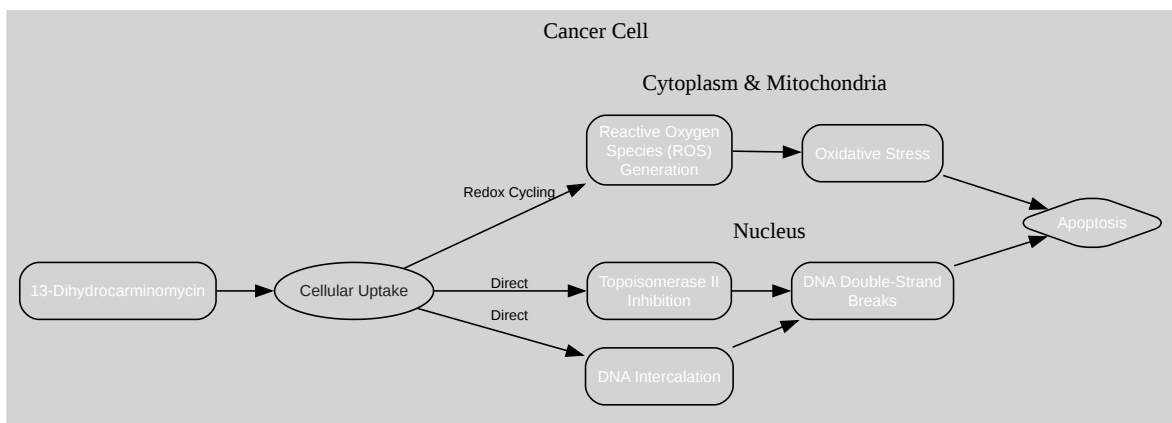 Cancer Cell
Cytoplasm & Mitochondria
Reactive Oxygen
Species (ROS)
Generation
Oxidative Stress
Redox Cycling
Apoptosis
Nucleus
13-Dihydrocarminomycin
Cellular Uptake
Direct
Topoisomerase II
Inhibition
DNA Double-Strand
Breaks
Direct
DNA Intercalation